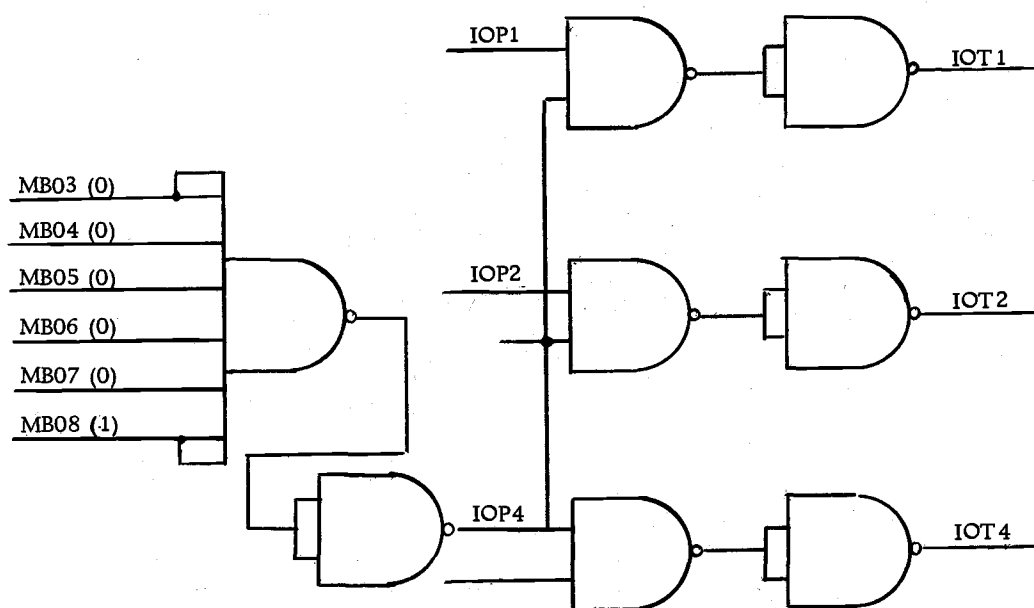 IOP1
IOT1
MB03 (0)
MB04 (0)
MB05 (0)
MB06 (0)
MB07 (0)
MB08 (1)
IOP2
IOT2
IOP4
IOT4